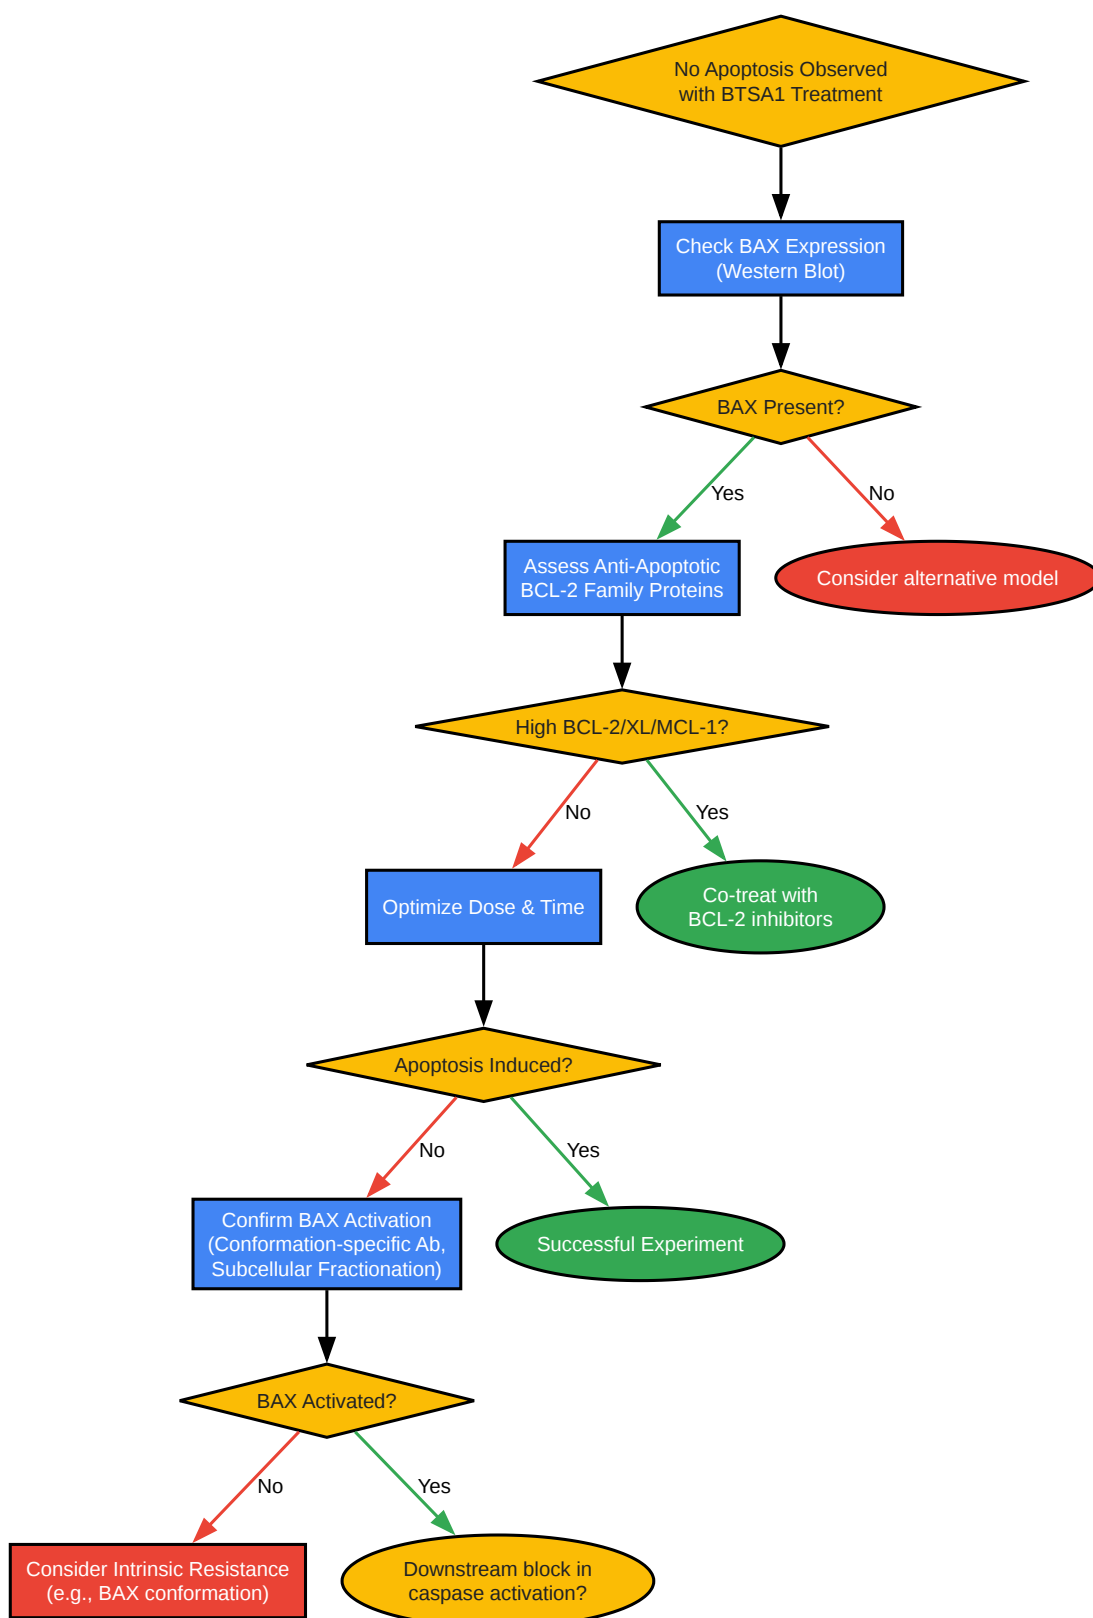 No Apoptosis Observed
with BTSA1 Treatment
Check BAX Expression
(Western Blot)
BAX Present?
Yes
No
Assess Anti-Apoptotic
BCL-2 Family Proteins
Consider alternative model
High BCL-2/XL/MCL-1?
No
Yes
Optimize Dose & Time
Co-treat with
BCL-2 inhibitors
Apoptosis Induced?
No
Yes
Confirm BAX Activation
(Conformation-specific Ab,
Subcellular Fractionation)
Successful Experiment
BAX Activated?
No
Yes
Consider Intrinsic Resistance
(e.g., BAX conformation)
Downstream block in
caspase activation?